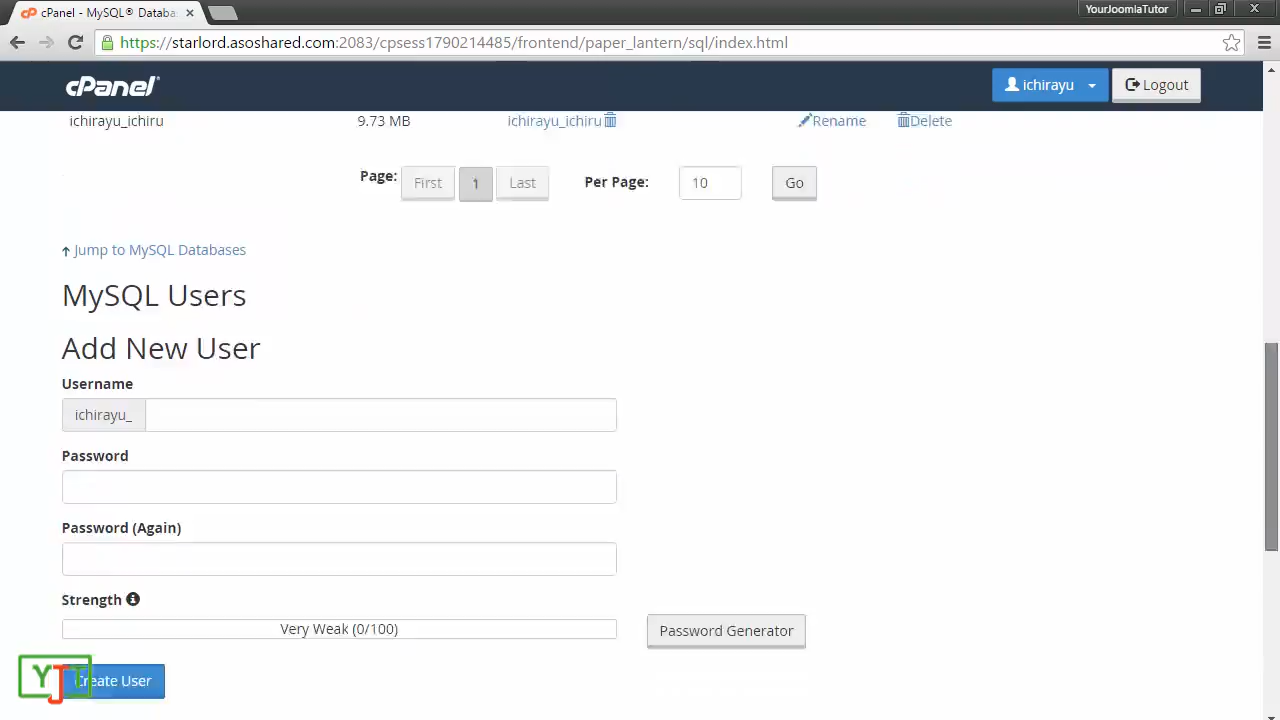 cPanel - MySQL® Databa
YourJoomlaTutor
https://starlord.asoshared.com:2083/cpsess1790214485/frontend/paper_lantern/sql/index.html
cPanel®
ichirayu
Logout
ichirayu_ichiru 9.73 MB ichirayu_ichiru Rename Delete
Page: First 1 Last Per Page: 10 Go
Jump to MySQL Databases
MySQL Users
Add New User
Username
ichirayu_
Password
Password (Again)
Strength
Very Weak (0/100)
Password Generator
YJT
Create User